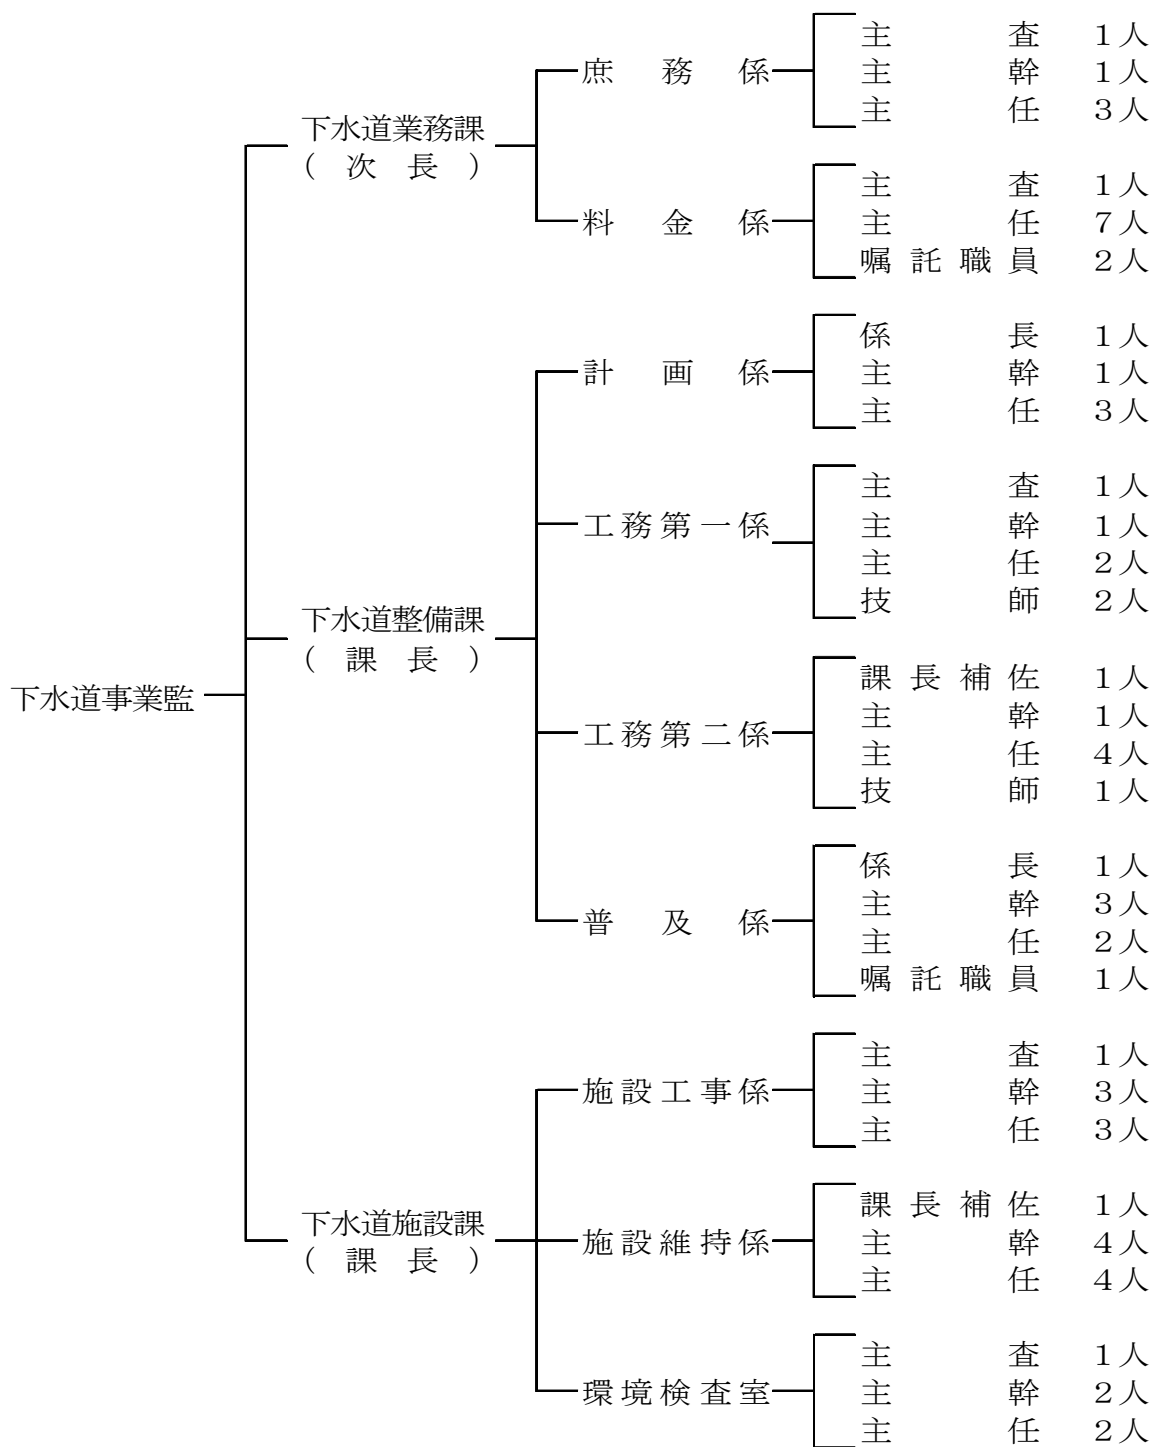 下水道事業監
下水道業務課
(次長)
庶務係
主査 1人
主幹 1人
主任 3人
料金係
主査 1人
主任 7人
嘱託職員 2人
下水道整備課
(課長)
計画係
係長 1人
主幹 1人
主任 3人
工務第一係
主査 1人
主幹 1人
主任 2人
技師 2人
工務第二係
課長補佐 1人
主幹 1人
主任 4人
技師 1人
普及係
係長 1人
主幹 3人
主任 2人
嘱託職員 1人
下水道施設課
(課長)
施設工事係
主査 1人
主幹 3人
主任 3人
施設維持係
課長補佐 1人
主幹 4人
主任 4人
環境検査室
主査 1人
主幹 2人
主任 2人